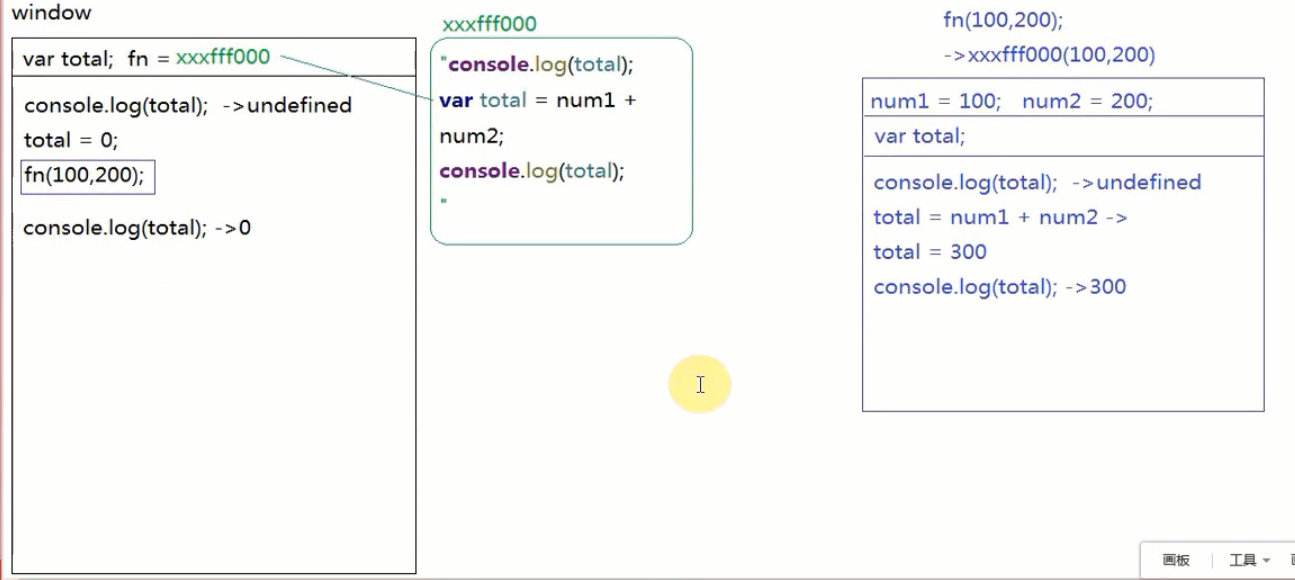 window
var total;  fn = xxxfff000
console.log(total);  ->undefined
total = 0;
fn(100,200);
console.log(total); ->0
xxxfff000
"console.log(total);
var total = num1 +
num2;
console.log(total);
"
fn(100,200);
->xxxfff000(100,200)
num1 = 100;   num2 = 200;
var total;
console.log(total);  ->undefined
total = num1 + num2 ->
total = 300
console.log(total); ->300
画板 工具